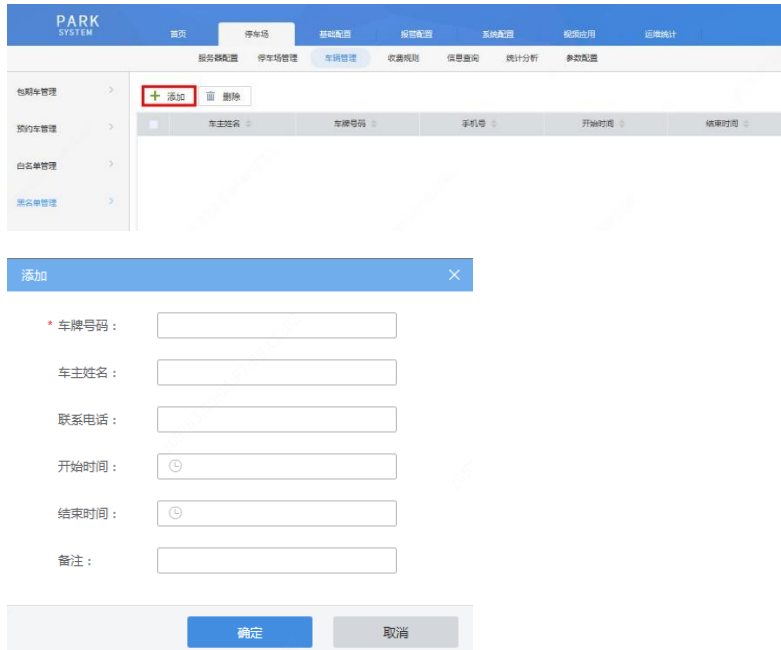 PARK
SYSTEM
首页 停车场 基础配置 报警配置 系统配置 视频应用 运维统计
服务器配置 停车场管理 车辆管理 收费规则 信息查询 统计分析 参数配置
包期车管理
添加 删除
车主姓名 车牌号码 手机号 开始时间 结束时间
预约车管理
白名单管理
黑名单管理
添加
* 车牌号码：
车主姓名：
联系电话：
开始时间：
结束时间：
备注：
确定 取消